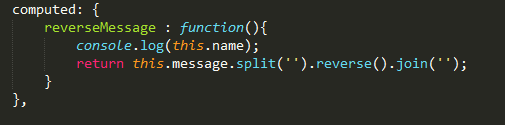 computed: {
    reverseMessage : function(){
        console.log(this.name);
        return this.message.split('').reverse().join('');
    }
},